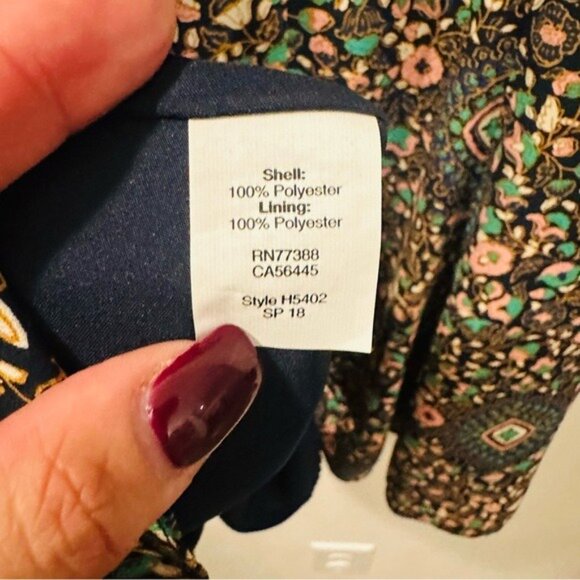 Shell:
100% Polyester
Lining:
100% Polyester
RN77388
CA56445
Style H5402
SP 18